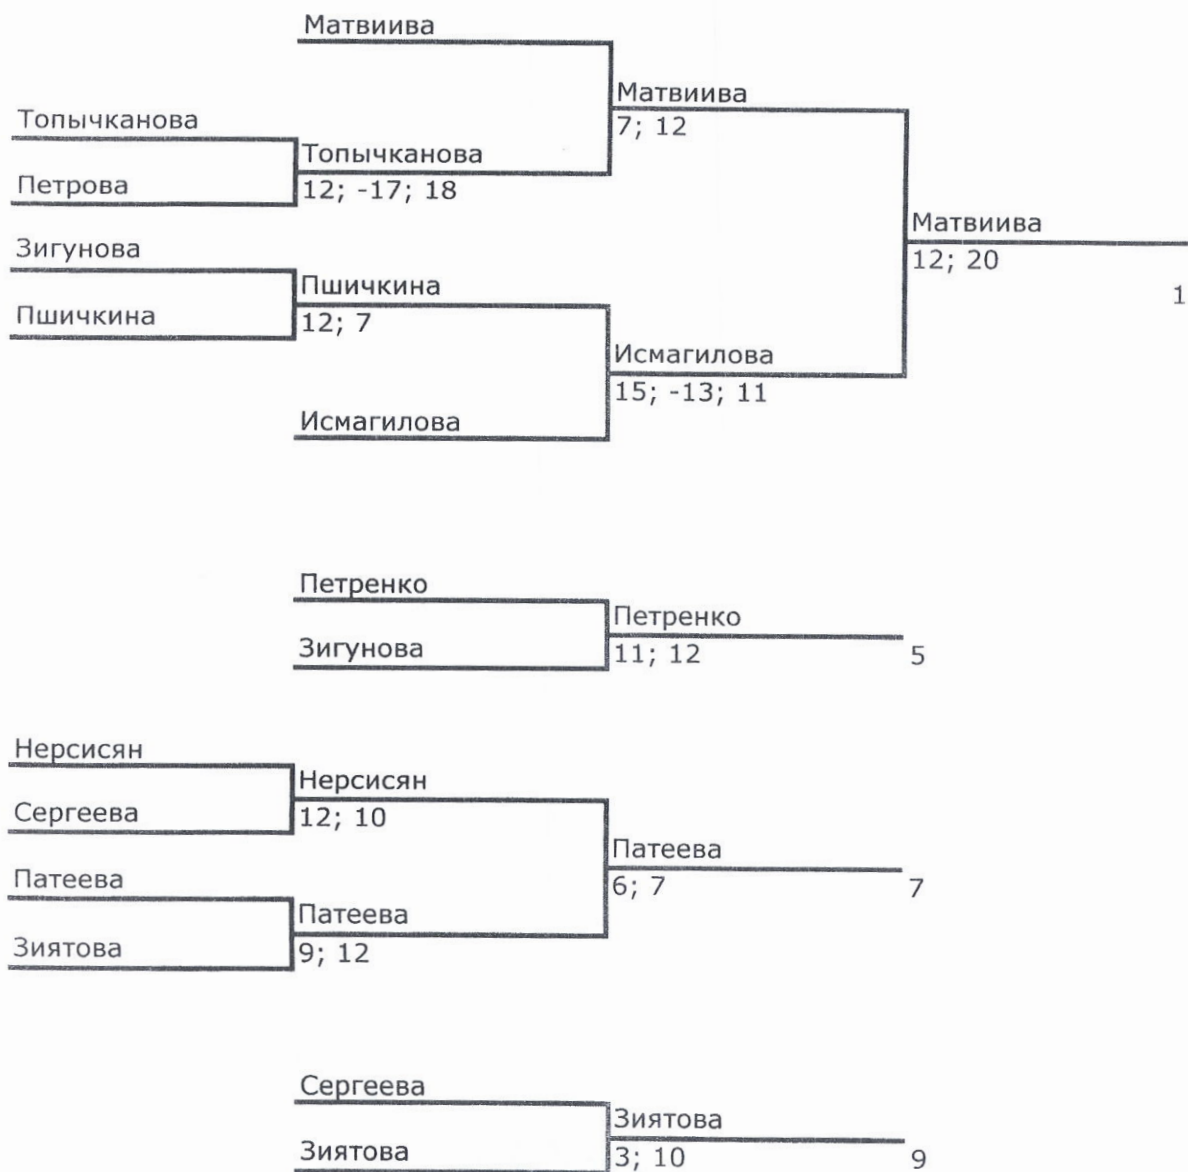 Матвиива
Матвиива
7; 12
Топычканова
Топычканова
12; -17; 18
Петрова
Матвиива
12; 20
1
Зигунова
Пшичкина
12; 7
Пшичкина
Исмагилова
15; -13; 11
Исмагилова
Петренко
Петренко
11; 12
5
Зигунова
Нерсисян
Нерсисян
12; 10
Сергеева
Патеева
6; 7
7
Патеева
Патеева
9; 12
Зиятова
Сергеева
Зиятова
3; 10
9
Зиятова